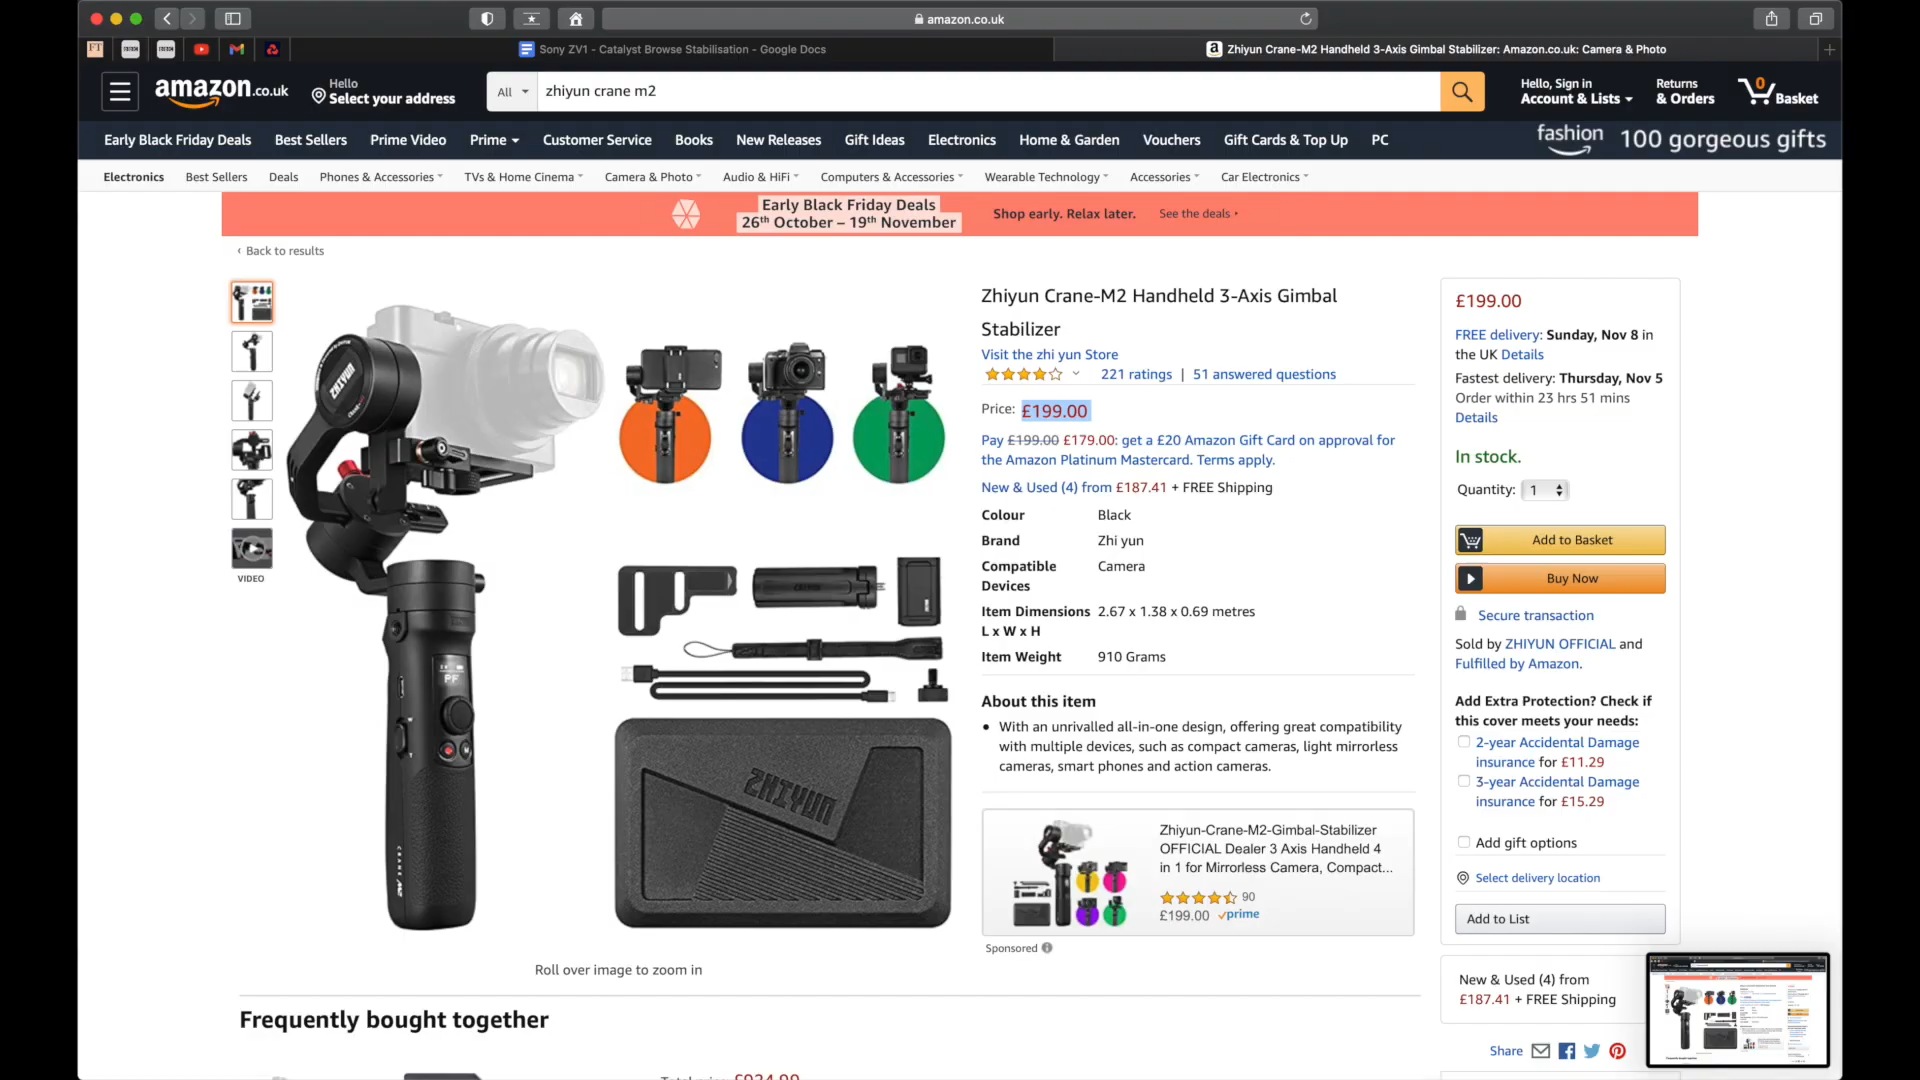 amazon.co.uk
Sony ZV1 - Catalyst Browse Stabilisation - Google Docs
Zhiyun Crane-M2 Handheld 3-Axis Gimbal Stabilizer: Amazon.co.uk: Camera & Photo
amazon.co.uk
Hello
Select your address
All
zhiyun crane m2
Hello, Sign in
Account & Lists
Returns
& Orders
0
Basket
Early Black Friday Deals
Best Sellers
Prime Video
Prime
Customer Service
Books
New Releases
Gift Ideas
Electronics
Home & Garden
Vouchers
Gift Cards & Top Up
PC
fashion
100 gorgeous gifts
Electronics
Best Sellers
Deals
Phones & Accessories
TVs & Home Cinema
Camera & Photo
Audio & HiFi
Computers & Accessories
Wearable Technology
Accessories
Car Electronics
Early Black Friday Deals
26th October – 19th November
Shop early. Relax later.
See the deals
‹ Back to results
VIDEO
ZHIYUN
PF
CRANE M2
ZHIYUN
Roll over image to zoom in
Zhiyun Crane-M2 Handheld 3-Axis Gimbal
Stabilizer
Visit the zhi yun Store
221 ratings | 51 answered questions
Price: £199.00
Pay £199.00 £179.00: get a £20 Amazon Gift Card on approval for
the Amazon Platinum Mastercard. Terms apply.
New & Used (4) from £187.41 + FREE Shipping
Colour Black
Brand Zhi yun
Compatible Camera
Devices
Item Dimensions 2.67 x 1.38 x 0.69 metres
L x W x H
Item Weight 910 Grams
About this item
• With an unrivalled all-in-one design, offering great compatibility
with multiple devices, such as compact cameras, light mirrorless
cameras, smart phones and action cameras.
Zhiyun-Crane-M2-Gimbal-Stabilizer
OFFICIAL Dealer 3 Axis Handheld 4
in 1 for Mirrorless Camera, Compact...
90
£199.00 prime
Sponsored
£199.00
FREE delivery: Sunday, Nov 8 in
the UK Details
Fastest delivery: Thursday, Nov 5
Order within 23 hrs 51 mins
Details
In stock.
Quantity: 1
Add to Basket
Buy Now
Secure transaction
Sold by ZHIYUN OFFICIAL and
Fulfilled by Amazon.
Add Extra Protection? Check if
this cover meets your needs:
2-year Accidental Damage
insurance for £11.29
3-year Accidental Damage
insurance for £15.29
Add gift options
Select delivery location
Add to List
New & Used (4) from
£187.41 + FREE Shipping
Share
Frequently bought together